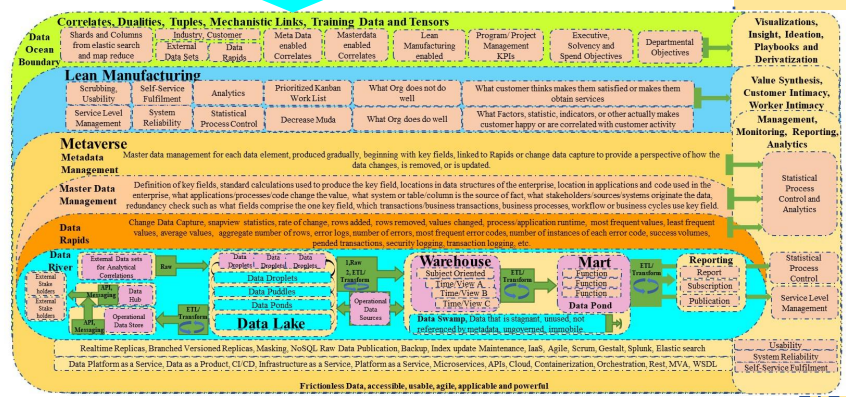 Correlates, Dualities, Tuples, Mechanistic Links, Training Data and Tensors
Data
Ocean
Boundary
Shards and Columns
from elastic search
and map reduce
Industry, Customer
External
Data Sets
Data
Rapids
Meta Data
enabled
Correlates
Masterdata
enabled
Correlates
Lean
Manufacturing
enabled
Program/ Project
Management
KPIs
Executive,
Solvency and
Spend Objectives
Departmental
Objectives
Visualizations,
Insight, Ideation,
Playbooks and
Derivatization
Lean Manufacturing
Scrubbing,
Usability
Self-Service
Fulfilment
Analytics
Prioritized Kanban
Work List
What Org does not do
well
What customer thinks makes them satisfied or makes them
obtain services
Service Level
Management
System
Reliability
Statistical
Process Control
Decrease Muda
What Org does do well
What Factors, statistic, indicators, or other actually makes
customer happy or are correlated with customer activity
Value Synthesis,
Customer Intimacy,
Worker Intimacy
Management,
Monitoring, Reporting,
Analytics
Metaverse
Metadata
Management
Master data management for each data element, produced gradually, beginning with key fields, linked to Rapids or change data capture to provide a perspective of how the
data changes, is removed, or is updated.
Master Data
Management
Definition of key fields, standard calculations used to produce the key field, locations in data structures of the enterprise, location in applications and code used in the
enterprise, what applications/processes/code change the value, what system or table/column is the source of fact, what stakeholders/sources/systems originate the data,
redundancy check such as what fields comprise the one key field, which transactions/business transactions, business processes, workflow or business cycles use key field.
Statistical
Process
Control and
Analytics
Data
Rapids
Change Data Capture, snapview statistics, rate of change, rows added, rows removed, values changed, process/application runtime, most frequent values, least frequent
values, average values, aggregate number of rows, error logs, number of errors, most frequent error codes, number of instances of each error code, success volumes,
pended transactions, security logging, transaction logging, etc.
Data
River
External Data sets
for Analytical
Correlations
Raw
External
Stake
holders
External
Stake
holders
API,
Messaging
Data
Hub
API,
Messaging
Operational
Data Store
ETL/
Transform
Data
Droplets
Data
Droplets
Data
Droplets
Data Droplets
Data Puddles
Data Ponds
Data Lake
1,Raw
2, ETL/
Transform
Operational
Data
Sources
Warehouse
Subject Oriented
Time/View A
Time/View B
Time/View C
ETL/
Transform
Mart
Function
Function
Function
Data Pond
Data Swamp, Data that is stagnant, unused, not
referenced by metadata, ungoverned, immobile.
ETL/
Transform
Reporting
Report
Subscription
Publication
Statistical
Process
Control
Service Level
Management
Realtime Replicas, Branched Versioned Replicas, Masking, NoSQL Raw Data Publication, Backup, Index update Maintenance, IaaS, Agile, Scrum, Gestalt, Splunk, Elastic search
Data Platform as a Service, Data as a Product, CI/CD, Infrastructure as a Service, Platform as a Service, Microservices, APIs, Cloud, Containerization, Orchestration, Rest, MVA, WSDL
Usability
System Reliability
Self-Service Fulfilment
Frictionless Data, accessible, usable, agile, applicable and powerful